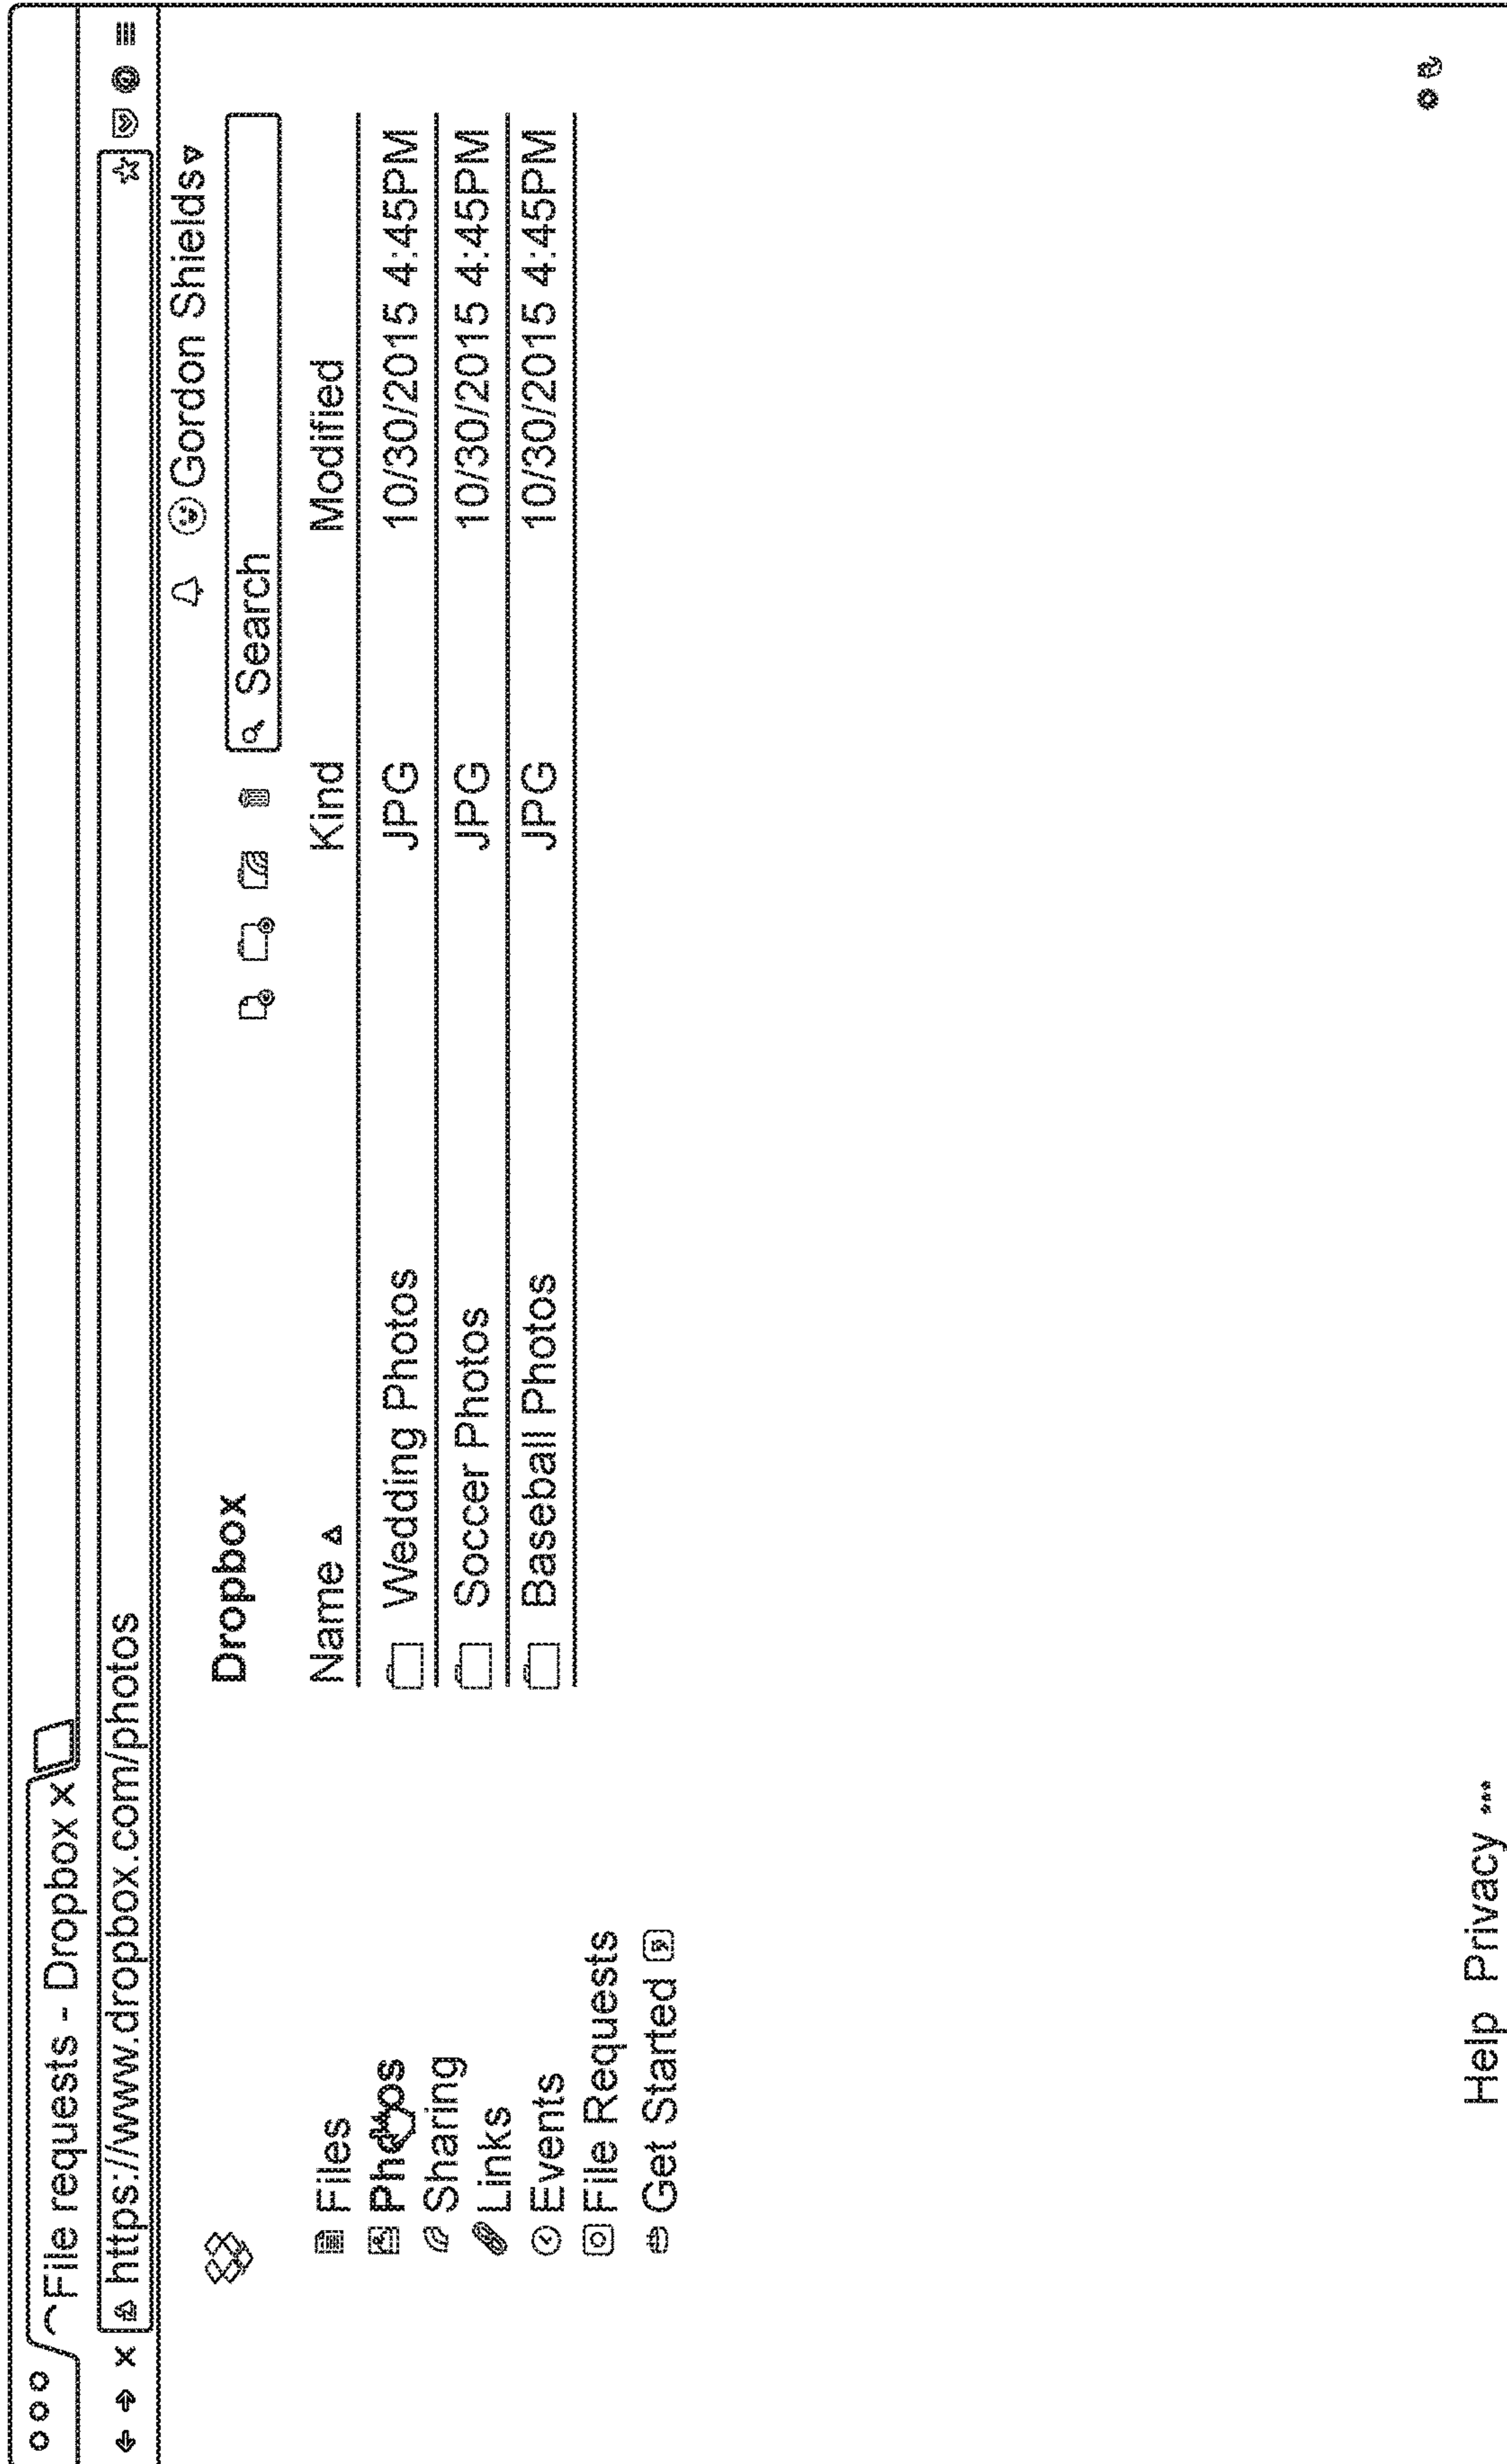 File requests - Dropbox x
https://www.dropbox.com/photos
Gordon Shields
Dropbox
Search
Name Kind Modified
Wedding Photos JPG 10/30/2015 4:45PM
Soccer Photos JPG 10/30/2015 4:45PM
Baseball Photos JPG 10/30/2015 4:45PM
Files
Photos
Sharing
Links
Events
File Requests
Get Started
Help Privacy